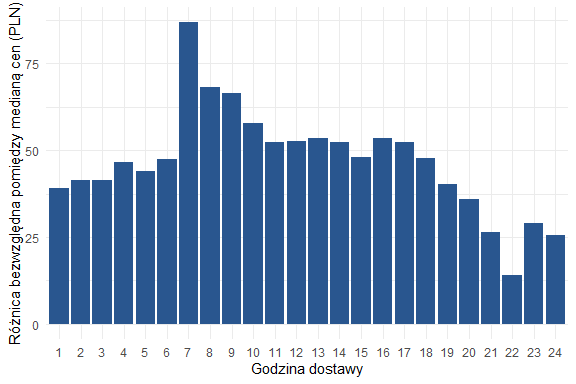 Różnica bezwzględna pomiędzy medianą cen (PLN)
75
50
25
0
1 2 3 4 5 6 7 8 9 10 11 12 13 14 15 16 17 18 19 20 21 22 23 24
Godzina dostawy